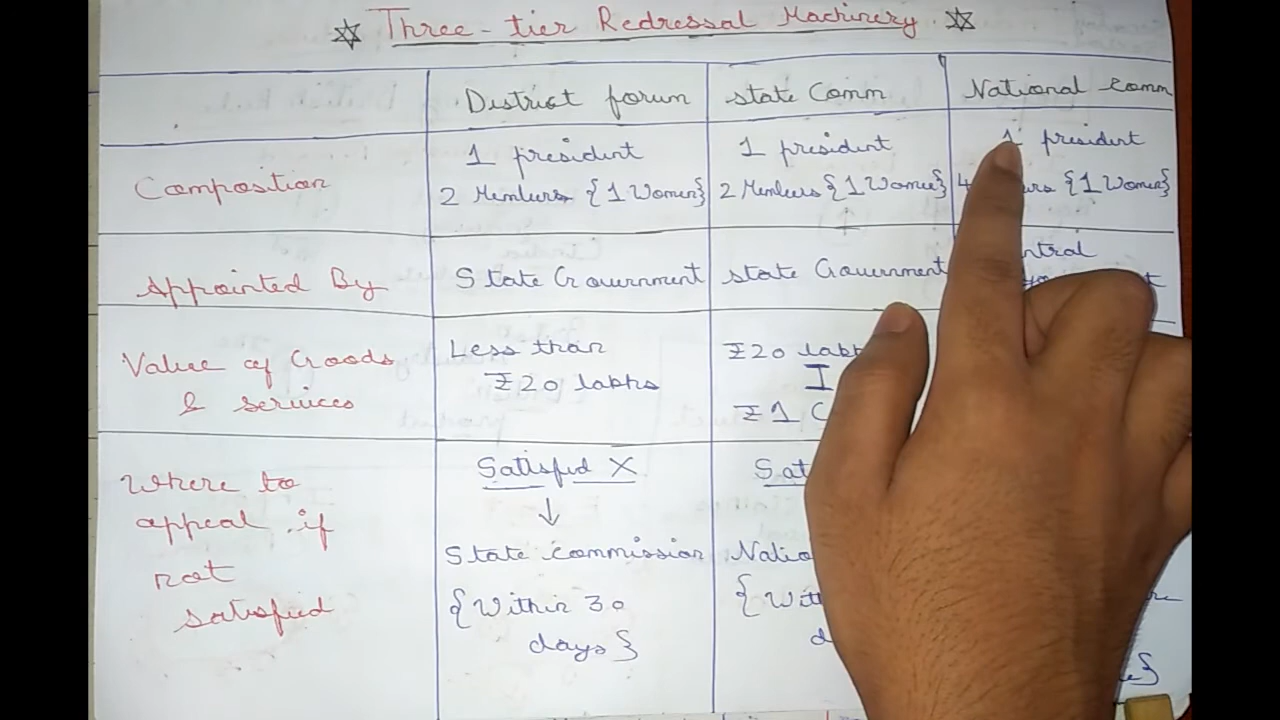 Three-tier Redressal Machinery
District forum
state Comm
National Comm
Composition
1 president
2 Members {1 Women}
1 president
2 Members {1 Women}
1 president
{1 Women}
Appointed By
State Government
state Government
Value of Goods
& services
Less than
₹20 lakhs
₹20
₹1
Where to
appeal if
not
satisfied
Satisfied X
State commission
{Within 30
days}